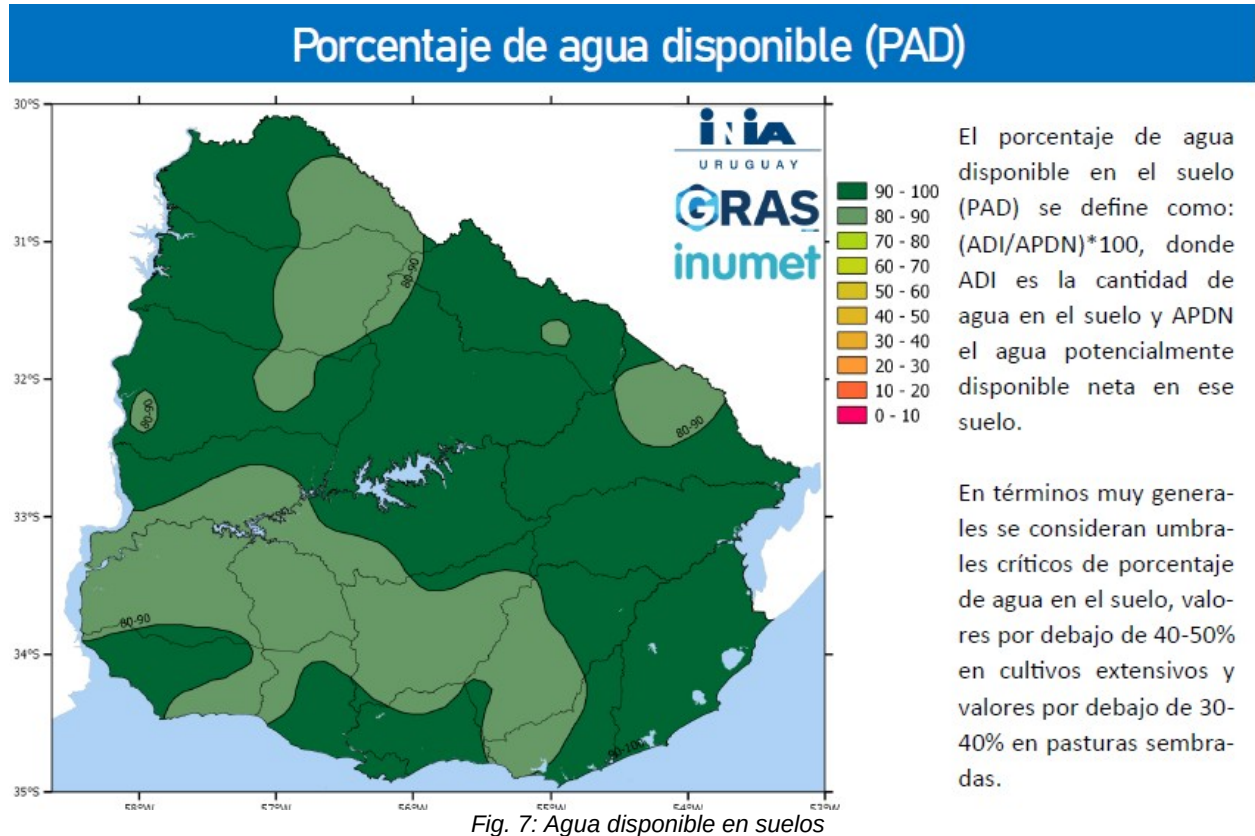 Porcentaje de agua disponible (PAD)
30°S
31°S
32°S
33°S
34°S
35°S
58°W
57°W
56°W
55°W
54°W
53°W
80-90
80-90
80-90
80-90
90-100
iNiA
URUGUAY
GRAS
inumet
90 - 100
80 - 90
70 - 80
60 - 70
50 - 60
40 - 50
30 - 40
20 - 30
10 - 20
0 - 10
El porcentaje de agua
disponible en el suelo
(PAD) se define como:
(ADI/APDN)*100, donde
ADI es la cantidad de
agua en el suelo y APDN
el agua potencialmente
disponible neta en ese
suelo.
En términos muy genera-
les se consideran umbra-
les críticos de porcentaje
de agua en el suelo, valo-
res por debajo de 40-50%
en cultivos extensivos y
valores por debajo de 30-
40% en pasturas sembra-
das.
Fig. 7: Agua disponible en suelos